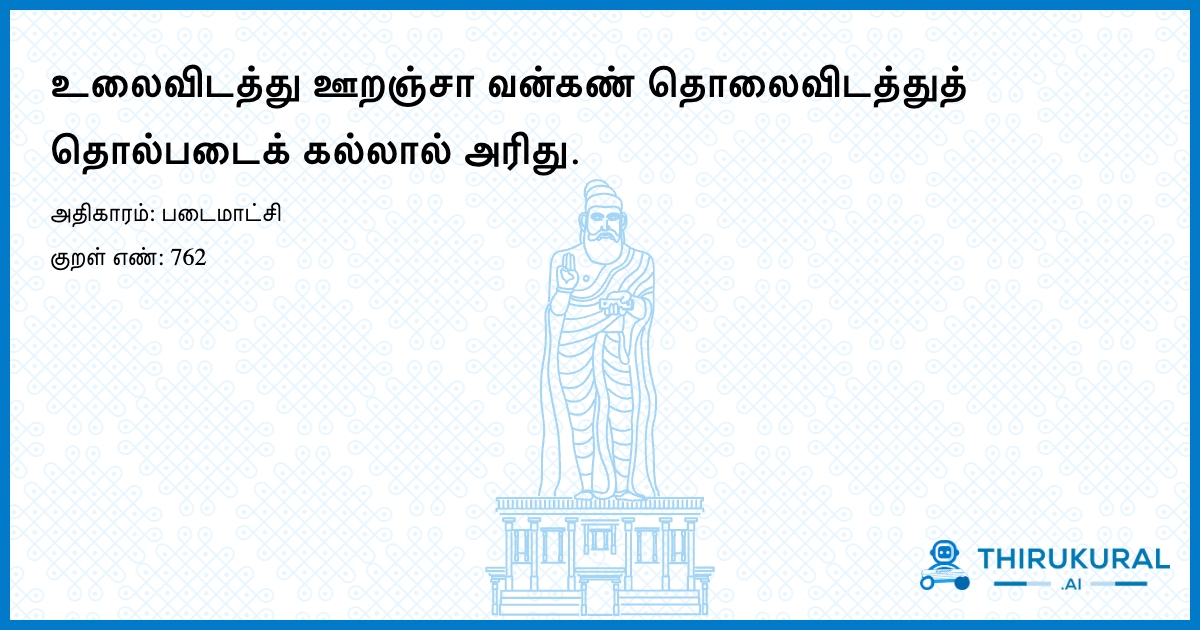 உலைவிடத்து ஊறஞ்சா வன்கண் தொலைவிடத்துத்
தொல்படைக் கல்லால் அரிது.
அதிகாரம்: படைமாட்சி
குறள் எண்: 762
THIRUKURAL
.AI